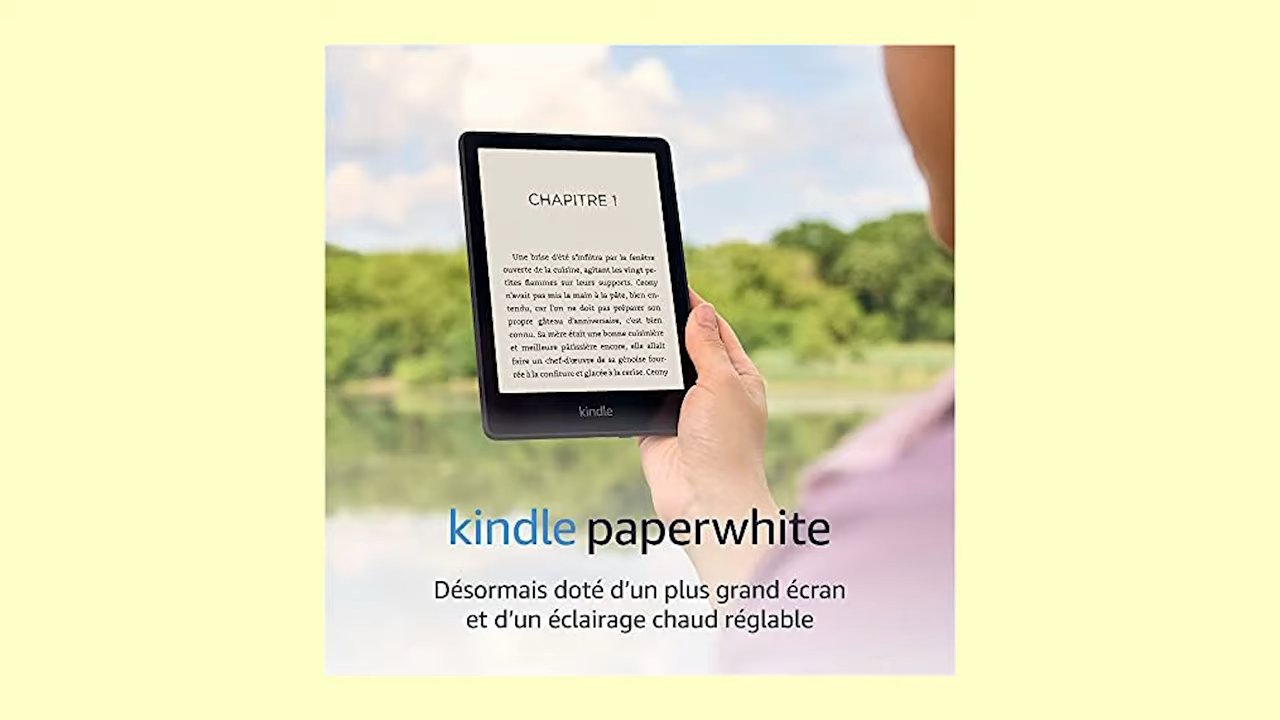 CHAPITRE 1
Une brise d'été s'infiltra par la fenêtre
ouverte de la cuisine, agitant les vingt pe-
tites flammes sur leurs supports. Ceony
n'avait pas mis la main à la pâte, bien en-
tendu, car l'on ne doit pas préparer son
propre gâteau d'anniversaire, c'est bien
connu. Sa mère était une bonne cuisinière
et meilleure pâtissière encore, elle allait
faire un chef-d'œuvre de sa génoise four-
rée à la confiture et glacée à la cerise. Ceony
kindle
kindle paperwhite
Désormais doté d'un plus grand écran
et d'un éclairage chaud réglable